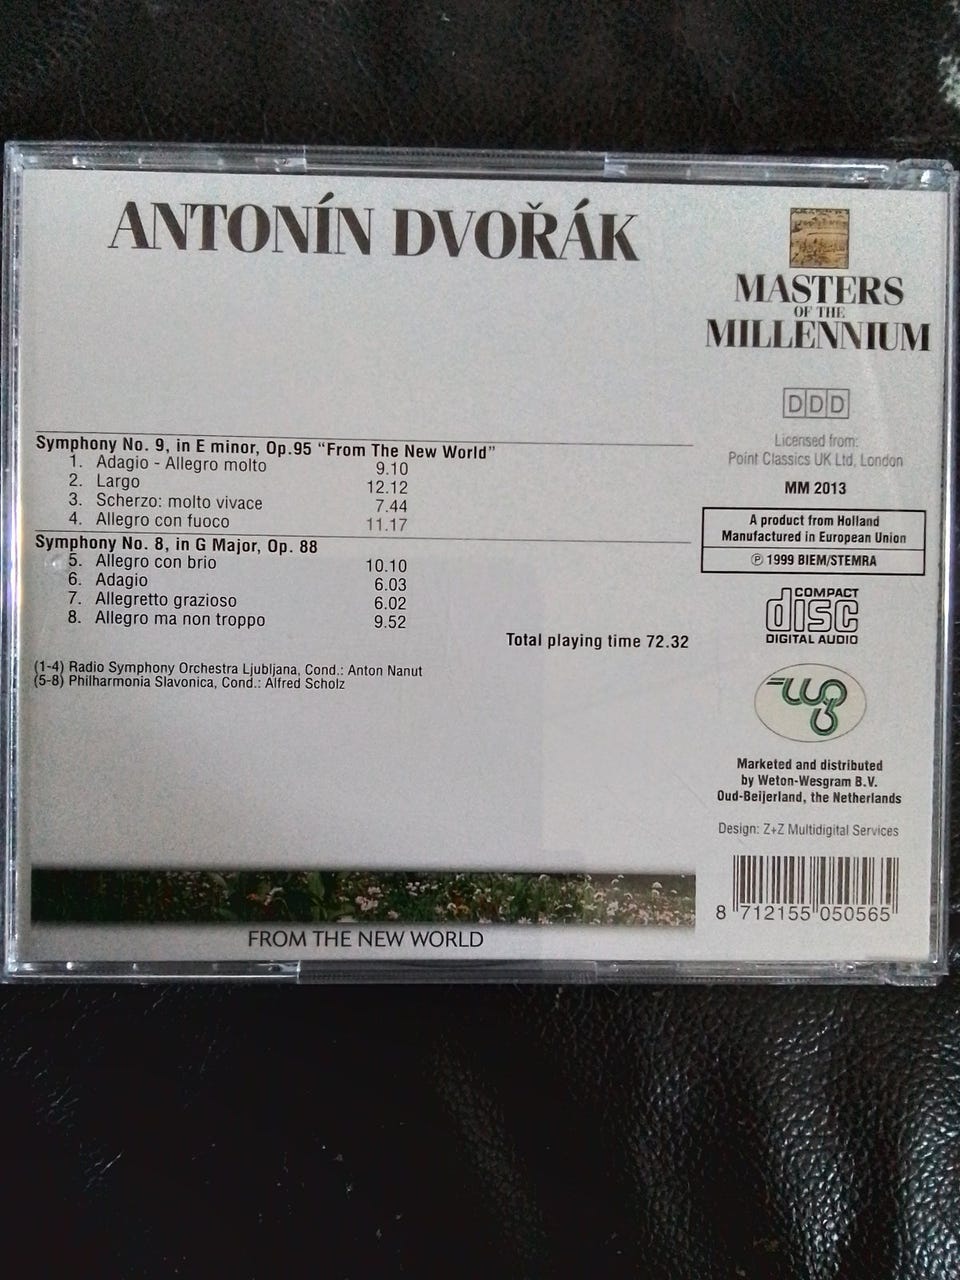 ANTONÍN DVOŘÁK
Symphony No. 9, in E minor, Op.95 "From The New World"
1. Adagio - Allegro molto 9.10
2. Largo 12.12
3. Scherzo: molto vivace 7.44
4. Allegro con fuoco 11.17
Symphony No. 8, in G Major, Op. 88
5. Allegro con brio 10.10
6. Adagio 6.03
7. Allegretto grazioso 6.02
8. Allegro ma non troppo 9.52
Total playing time 72.32
(1-4) Radio Symphony Orchestra Ljubljana, Cond.: Anton Nanut
(5-8) Philharmonia Slavonica, Cond.: Alfred Scholz
FROM THE NEW WORLD
MASTERS
OF THE
MILLENNIUM
DDD
Licensed from:
Point Classics UK Ltd, London
MM 2013
A product from Holland
Manufactured in European Union
℗ 1999 BIEM/STEMRA
COMPACT
disc
DIGITAL AUDIO
Marketed and distributed
by Weton-Wesgram B.V.
Oud-Beijerland, the Netherlands
Design: Z+Z Multidigital Services
8 712155 050565